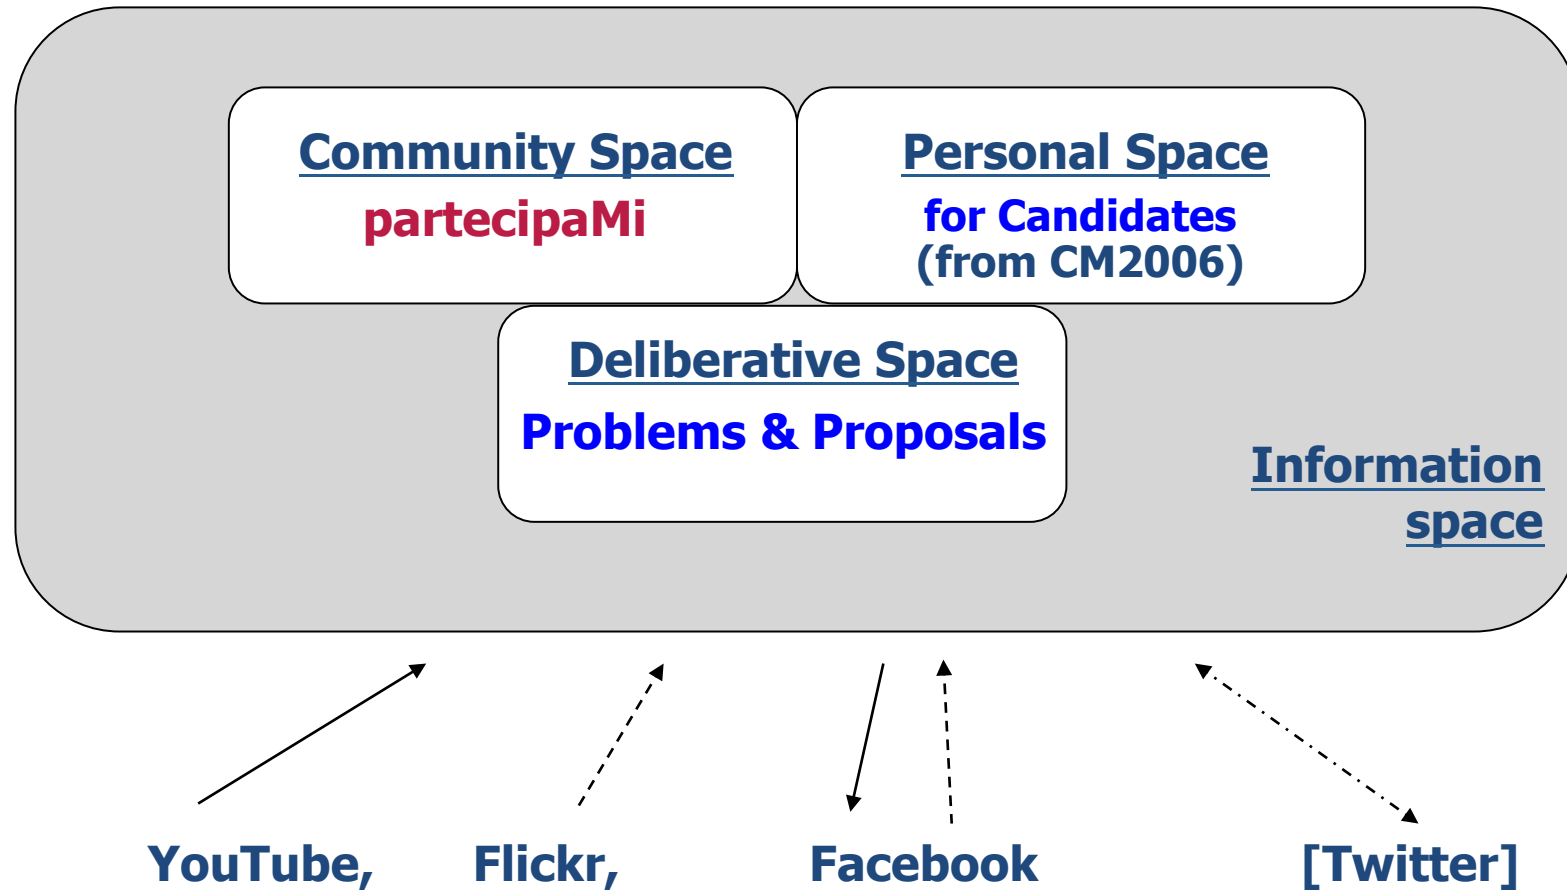 Community Space
partecipaMi
Personal Space
for Candidates
(from CM2006)
Deliberative Space
Problems & Proposals
Information
space
YouTube, Flickr, Facebook [Twitter]